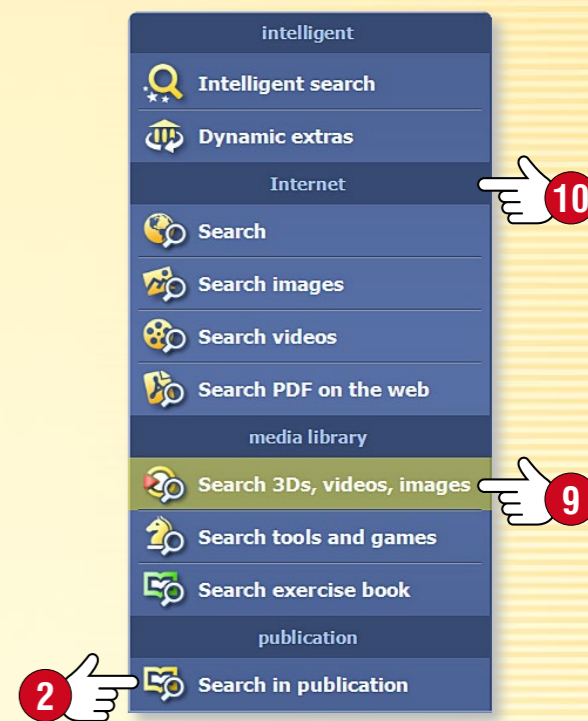 intelligent
Intelligent search
Dynamic extras
Internet
10
Search
Search images
Search videos
Search PDF on the web
media library
Search 3Ds, videos, images
9
Search tools and games
Search exercise book
publication
2
Search in publication